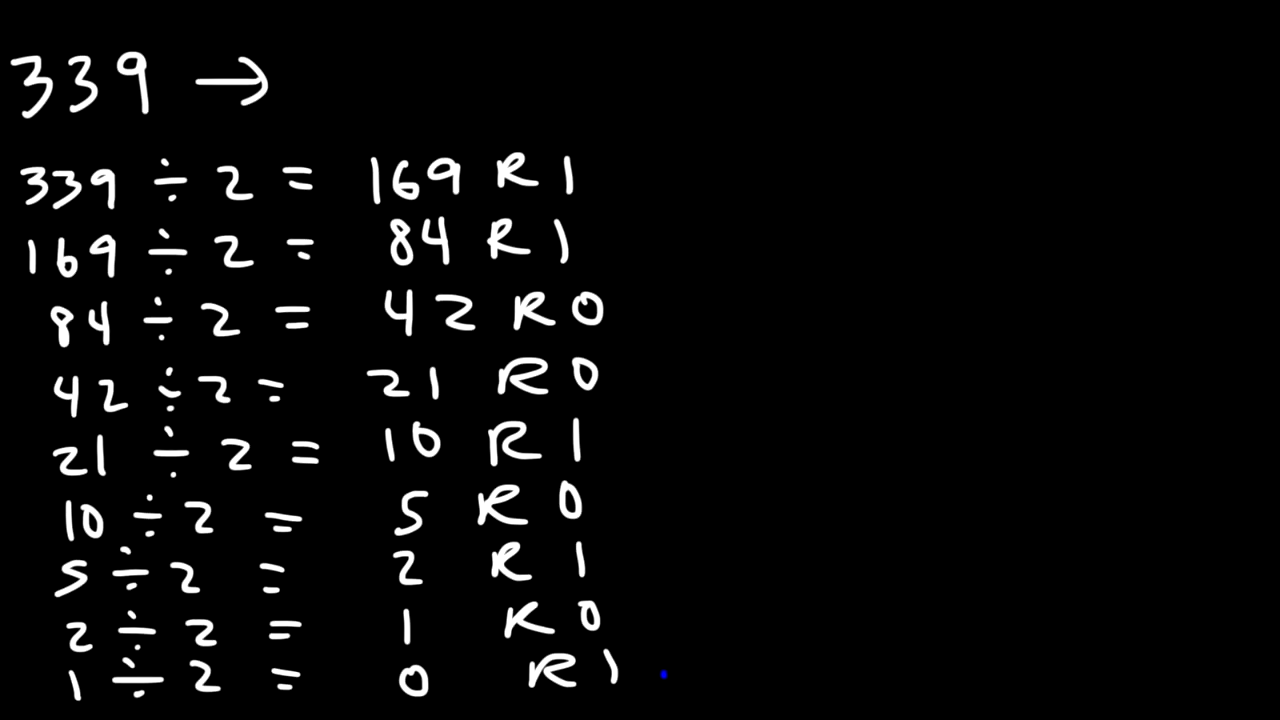 339 →
339 ÷ 2 = 169 R 1
169 ÷ 2 = 84 R 1
84 ÷ 2 = 42 R 0
42 ÷ 2 = 21 R 0
21 ÷ 2 = 10 R 1
10 ÷ 2 = 5 R 0
5 ÷ 2 = 2 R 1
2 ÷ 2 = 1 R 0
1 ÷ 2 = 0 R 1